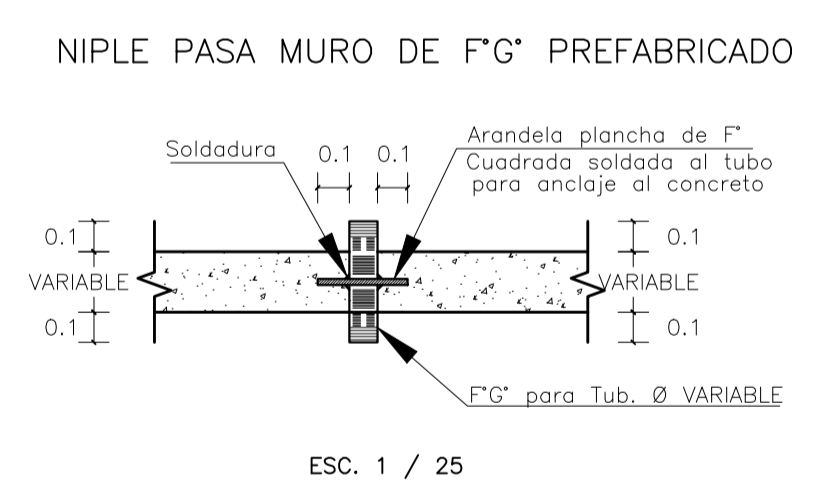 NIPLE PASA MURO DE F°G° PREFABRICADO
Soldadura
0.1
0.1
Arandela plancha de F°
Cuadrada soldada al tubo
para anclaje al concreto
0.1
VARIABLE
0.1
0.1
VARIABLE
0.1
F°G° para Tub. Ø VARIABLE
ESC. 1 / 25